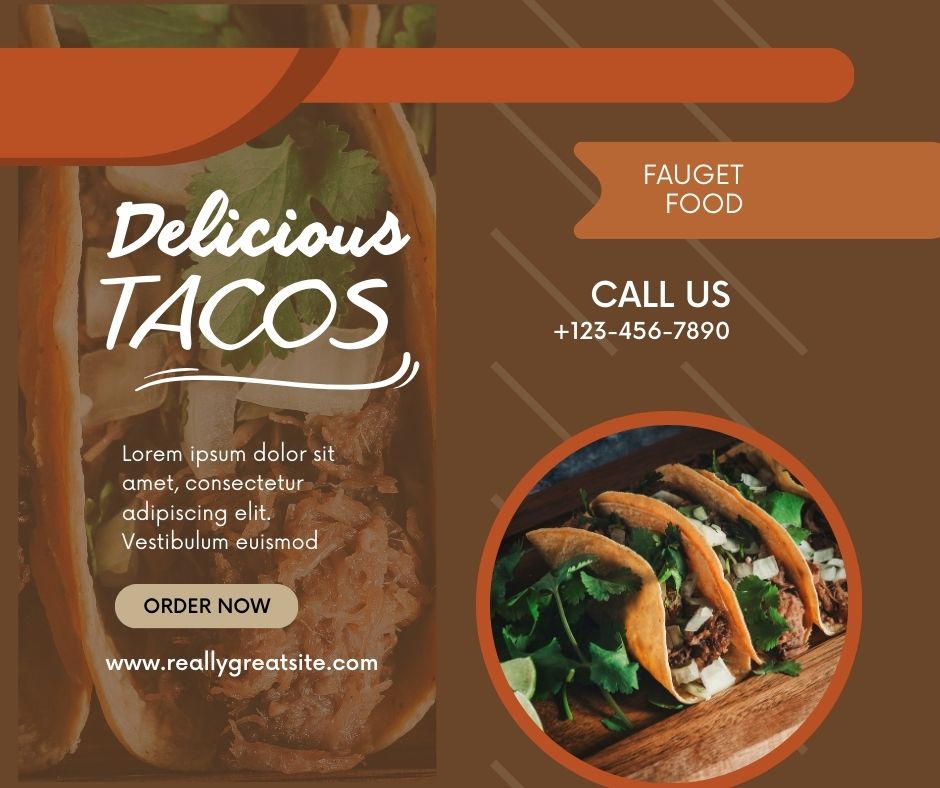 Delicious
TACOS
Lorem ipsum dolor sit
amet, consectetur
adipiscing elit.
Vestibulum euismod
ORDER NOW
www.reallygreatsite.com
FAUGET
FOOD
CALL US
+123-456-7890